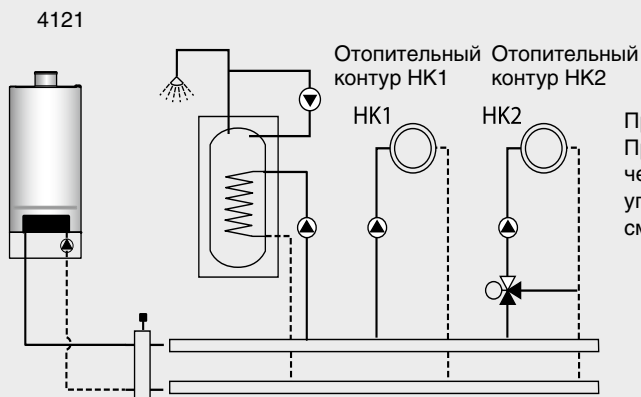 4121
Отопительный
контур НК1
Отопительный
контур НК2
НК1
НК2